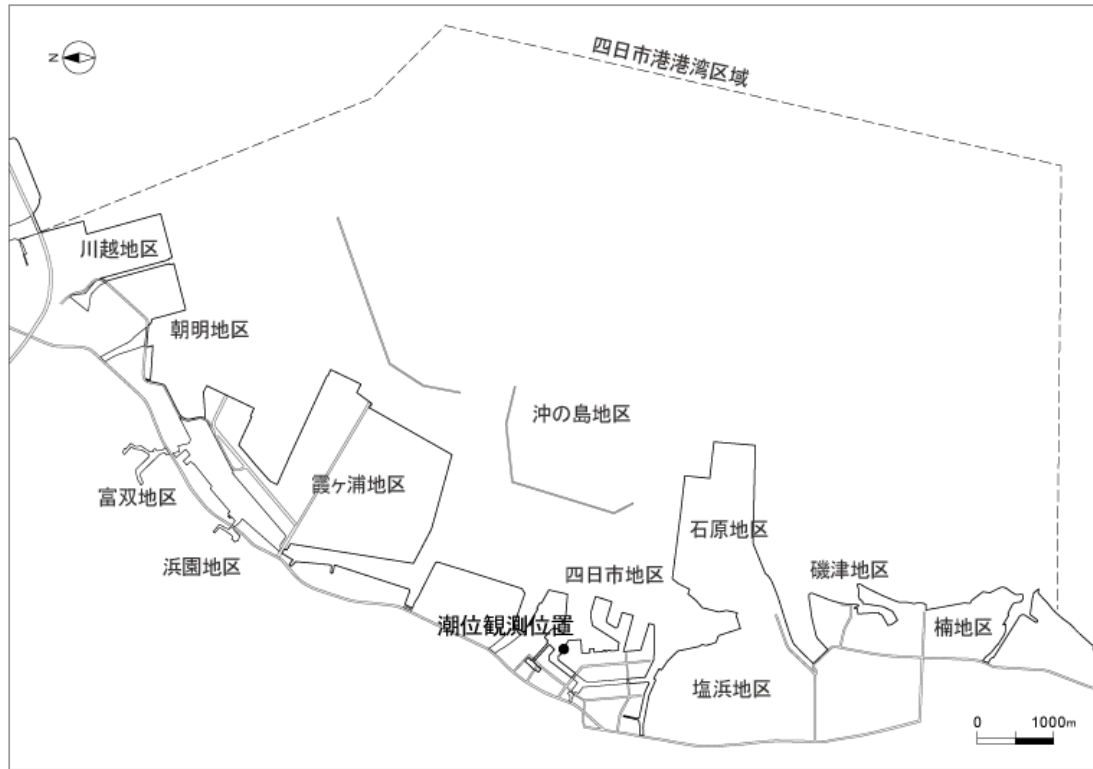 N
四日市港港湾区域
川越地区
朝明地区
沖の島地区
霞ヶ浦地区
富双地区
石原地区
浜園地区
四日市地区
磯津地区
潮位観測位置
楠地区
塩浜地区
0 1000m